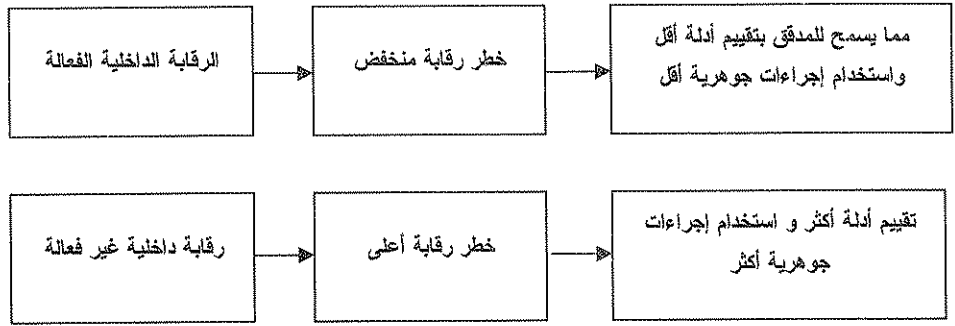 الرقابة الداخلية الفعالة
خطر رقابة منخفض
مما يسمح للمدقق بتقييم أدلة أقل
واستخدام إجراءات جوهرية أقل
رقابة داخلية غير فعالة
خطر رقابة أعلى
تقييم أدلة أكثر و استخدام إجراءات
جوهرية أكثر